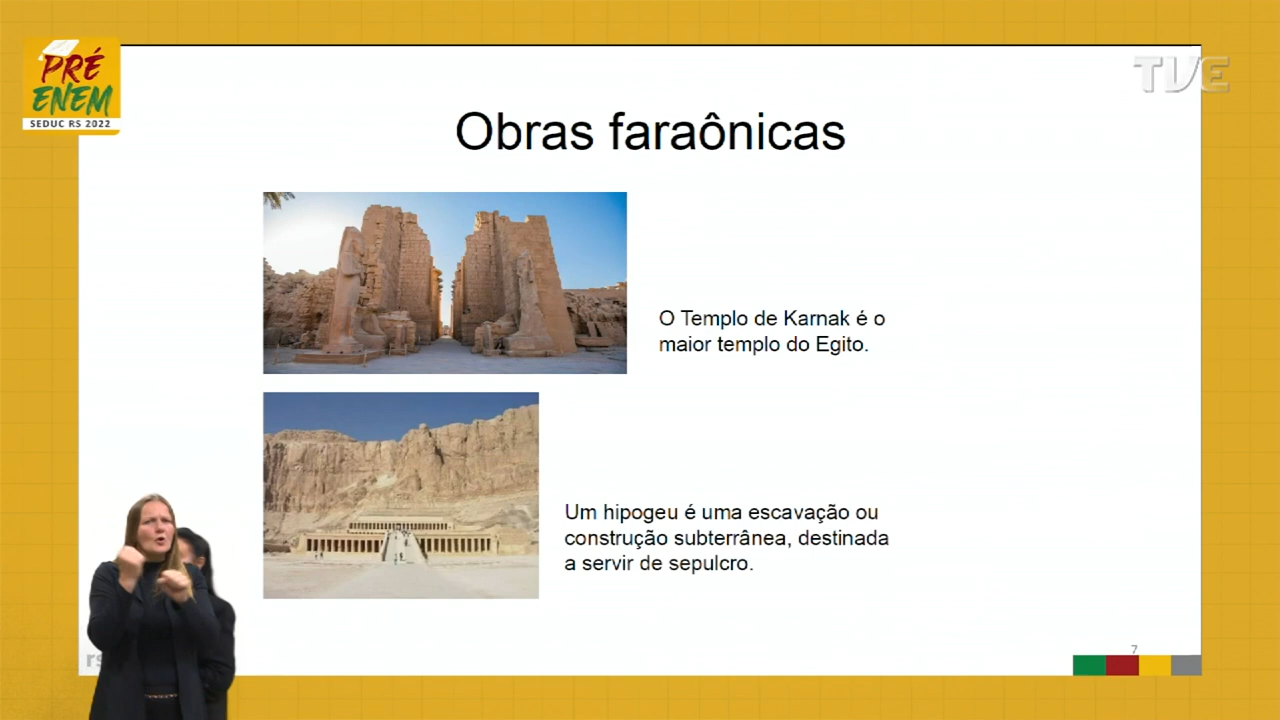 PRÉ
ENEM
SEDUC RS 2022
TVE
Obras faraônicas
O Templo de Karnak é o
maior templo do Egito.
Um hipogeu é uma escavação ou
construção subterrânea, destinada
a servir de sepulcro.
7